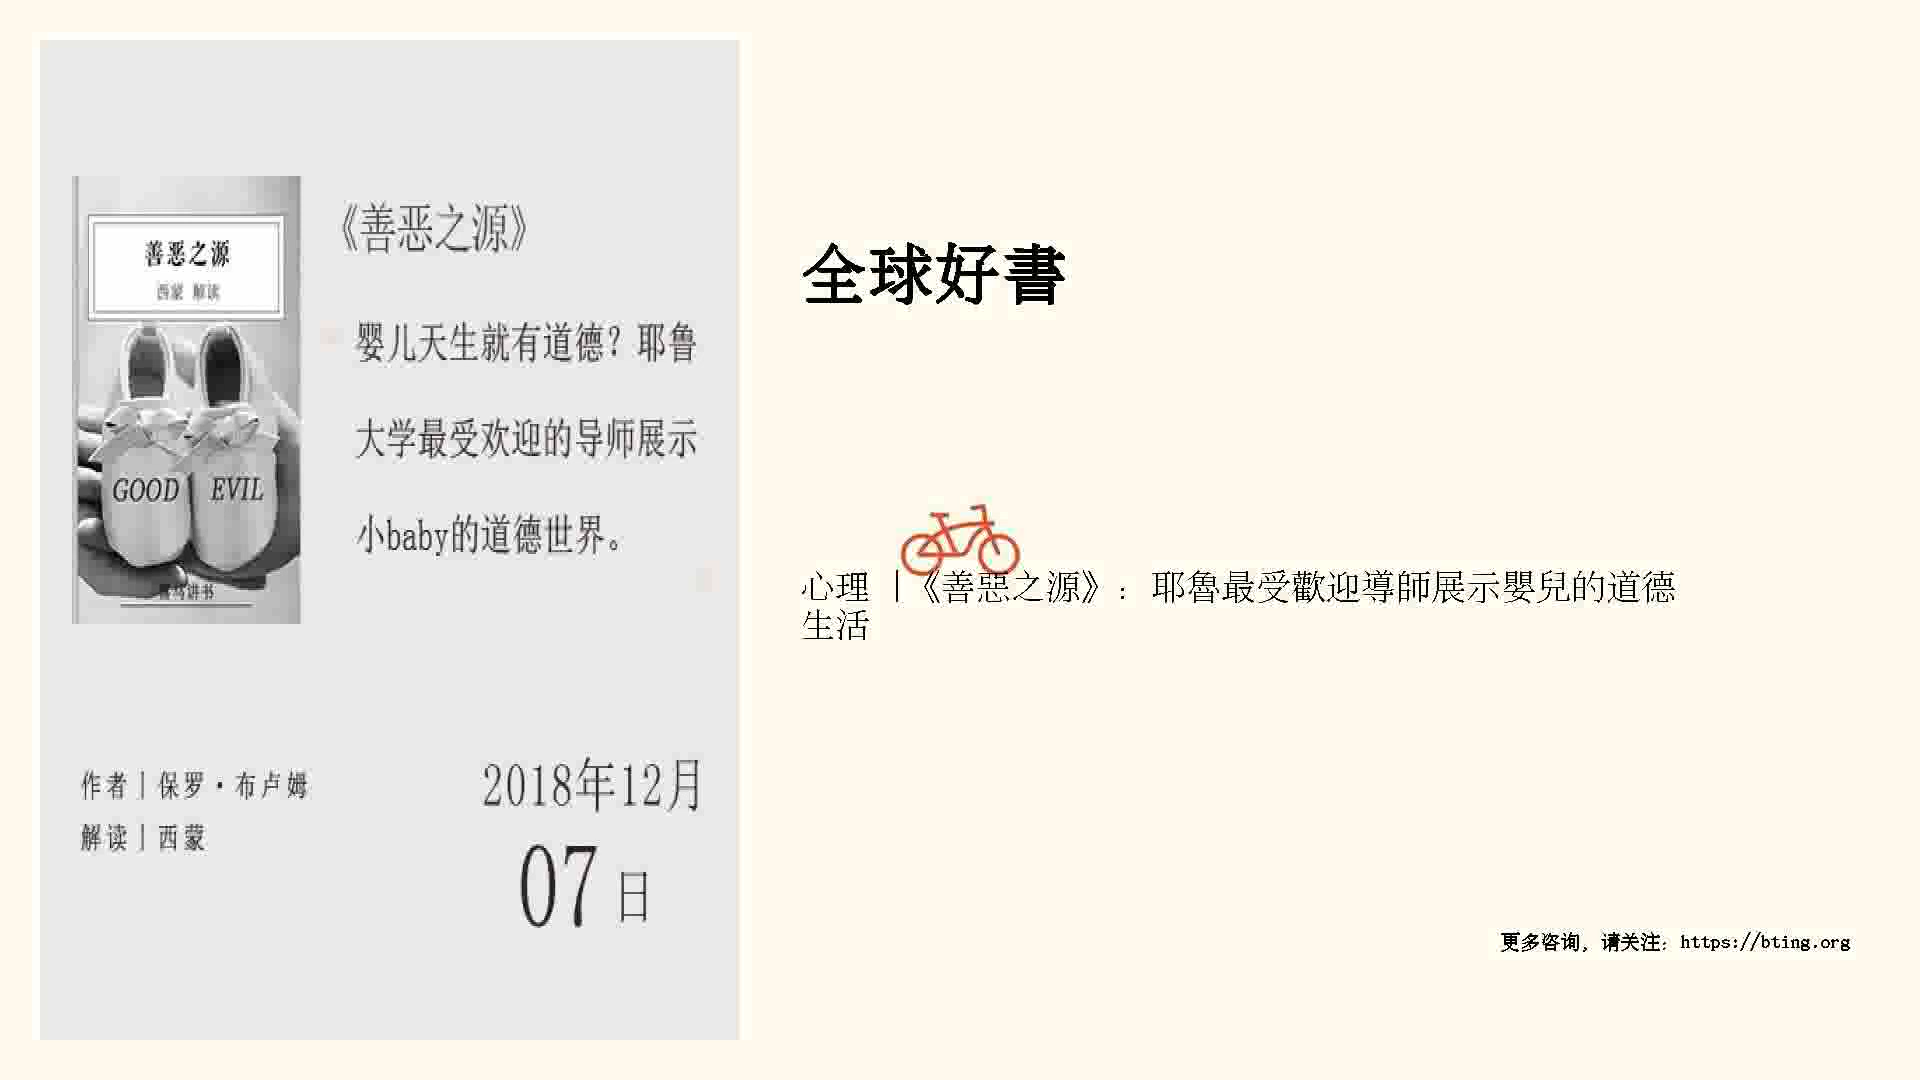 善恶之源
西蒙 解读
GOOD EVIL
《善恶之源》
婴儿天生就有道德？耶鲁
大学最受欢迎的导师展示
小baby的道德世界。
作者丨保罗·布卢姆
解读丨西蒙
2018年12月
07日
全球好書
心理 |《善惡之源》: 耶魯最受歡迎導師展示嬰兒的道德
生活
更多咨询, 请关注: https://bting.org